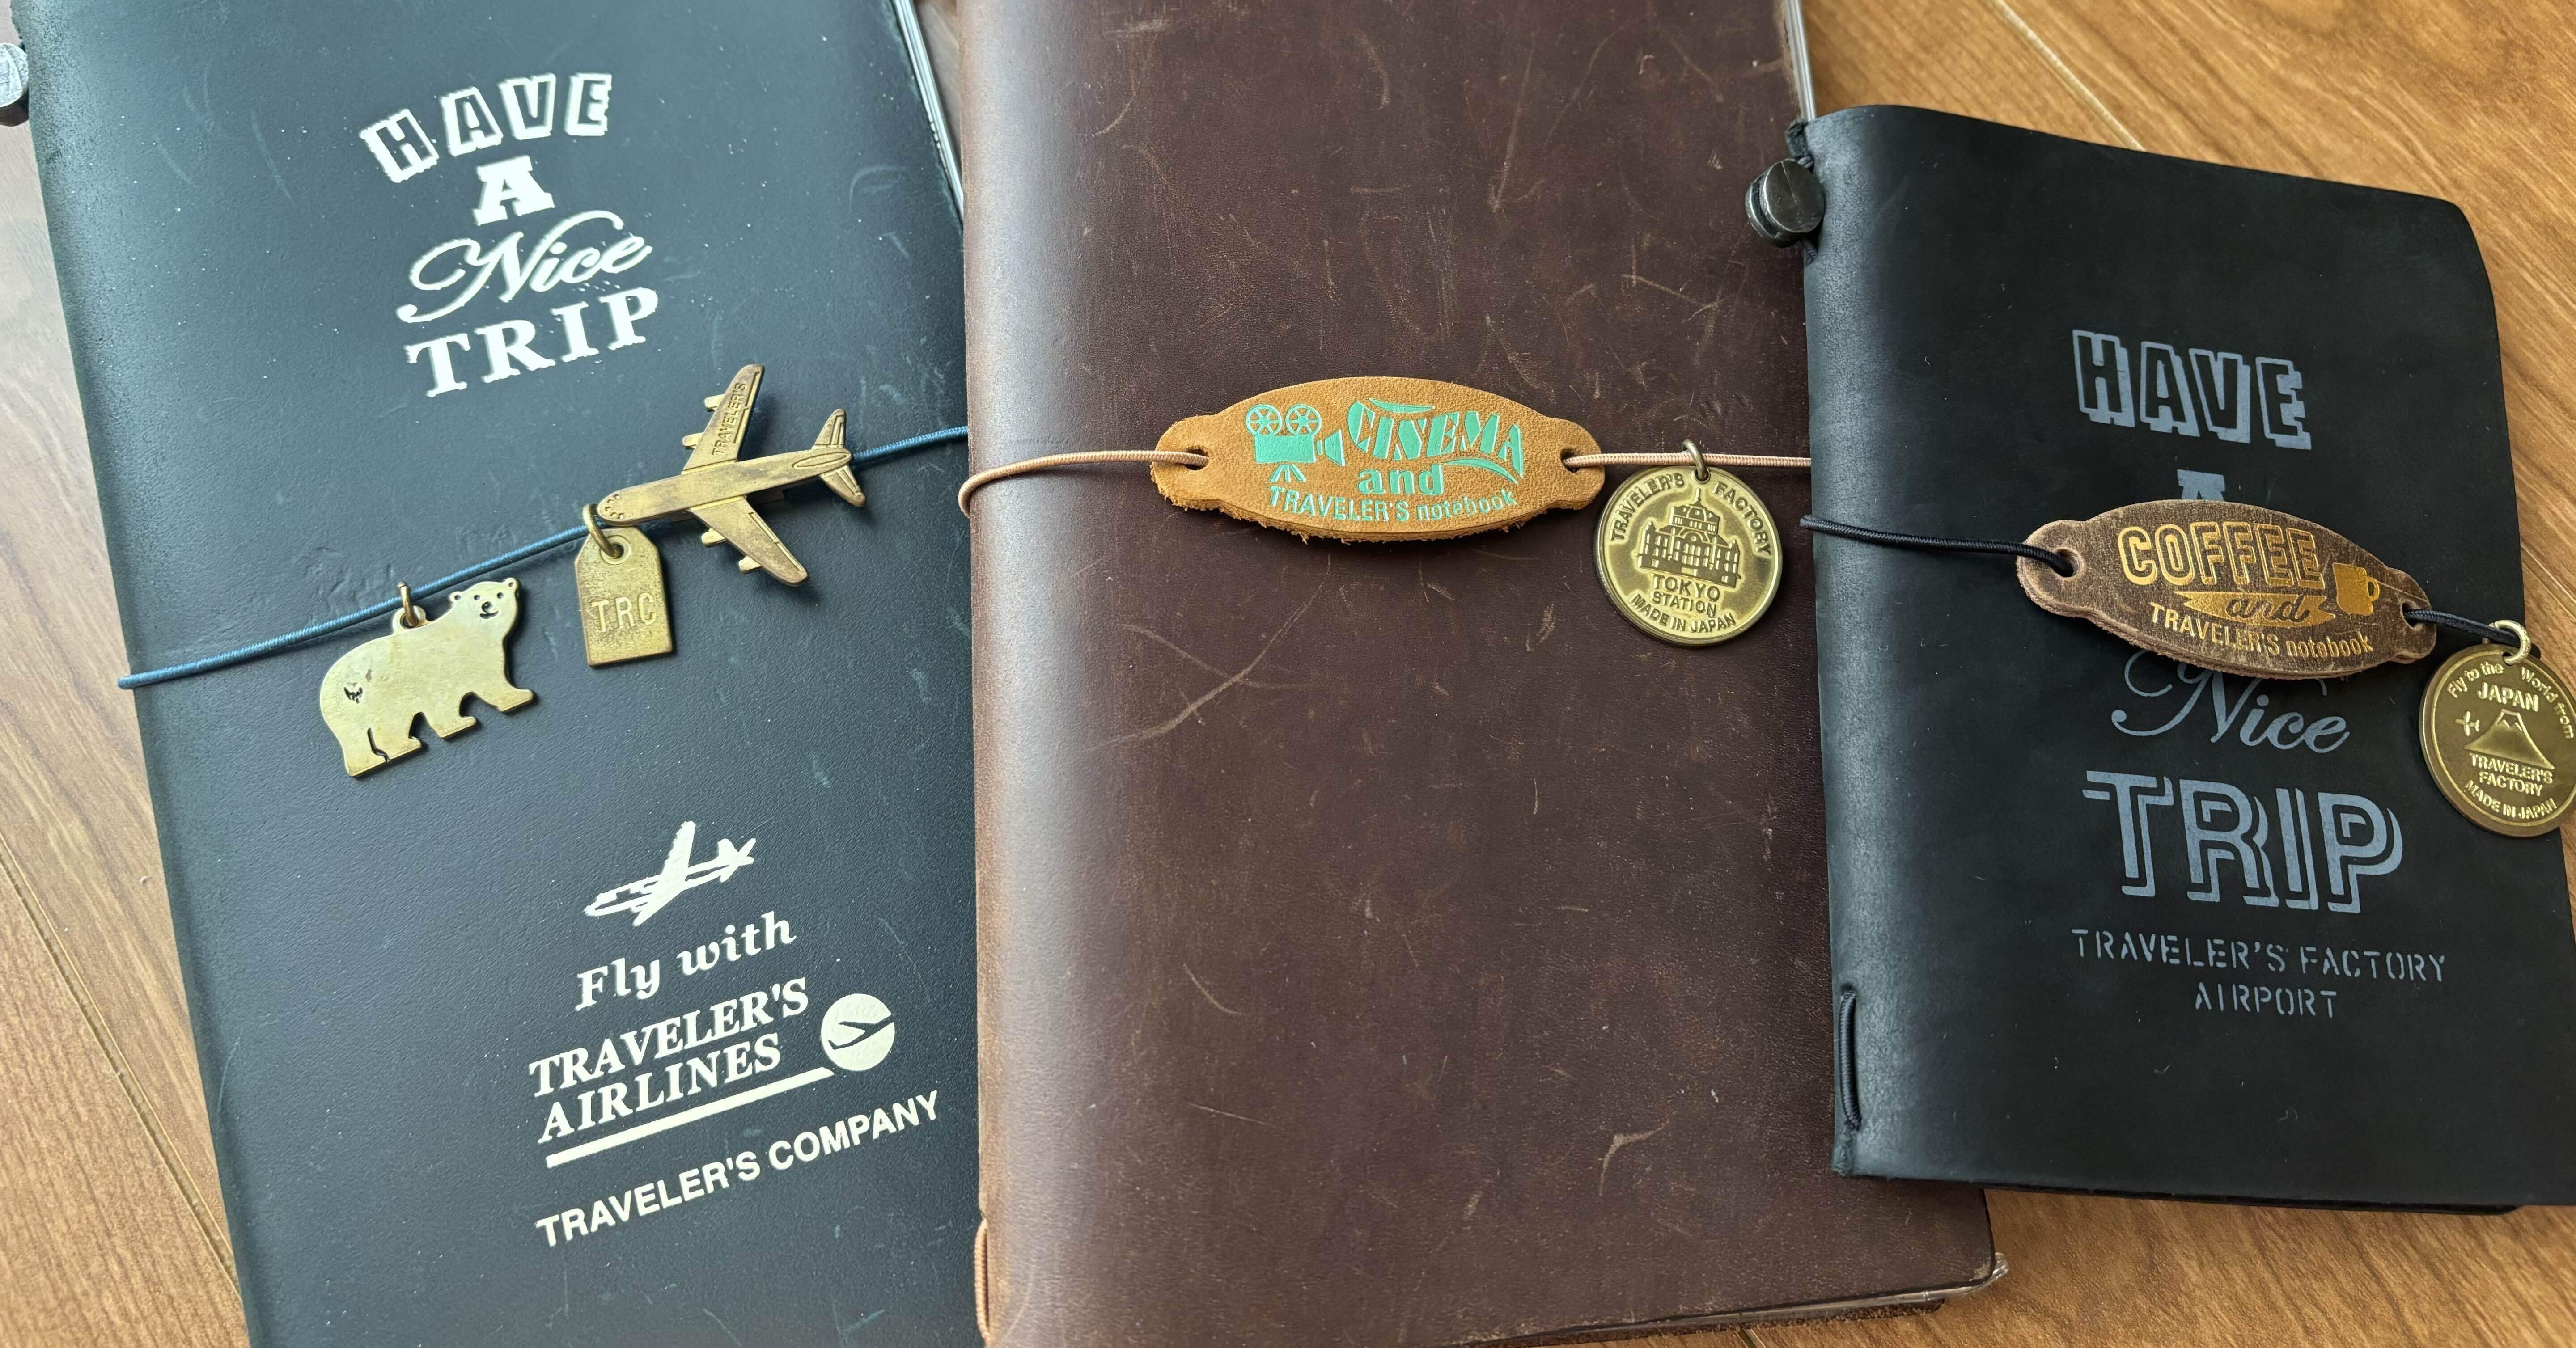 HAVE
A
Nice
TRIP
TRAVELER'S
TRC
Fly with
TRAVELER'S
AIRLINES
TRAVELER'S COMPANY
CINEMA
and
TRAVELER'S notebook
TRAVELER'S FACTORY
TOKYO
STATION
MADE IN JAPAN
HAVE
A
Nice
TRIP
TRAVELER'S FACTORY
AIRPORT
COFFEE
and
TRAVELER'S notebook
Fly to the World from
JAPAN
TRAVELER'S
FACTORY
MADE IN JAPAN